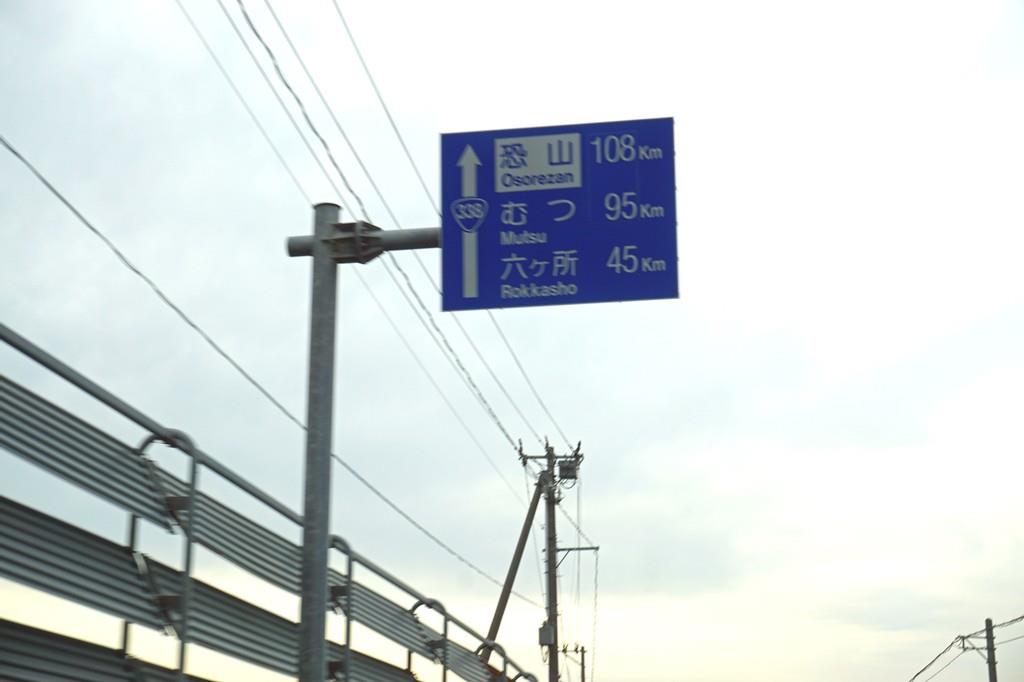 恐山 108Km
Osorezan
338
むつ 95Km
Mutsu
六ヶ所 45Km
Rokkasho